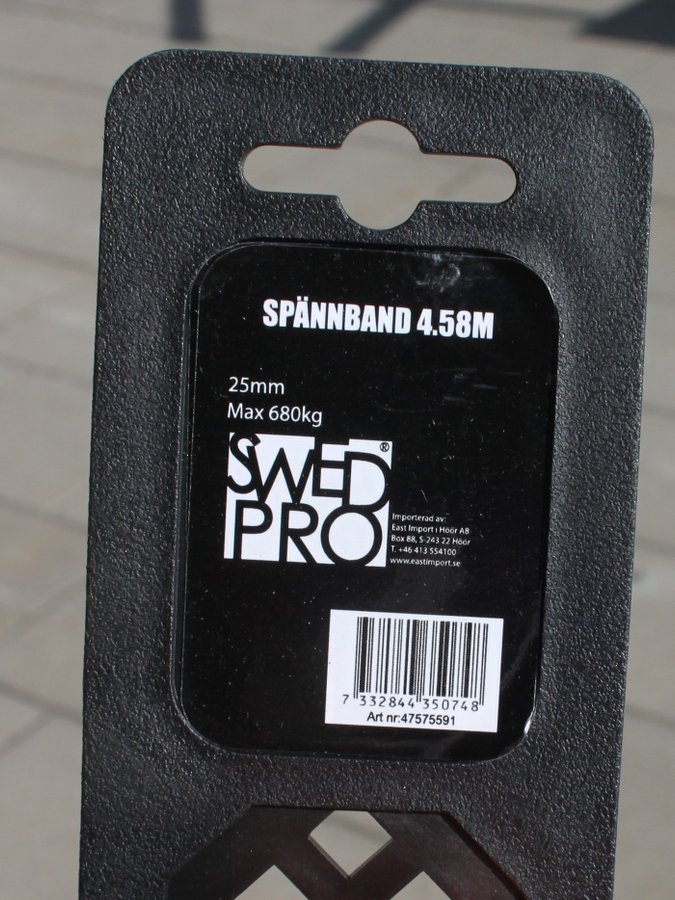 SPÄNNBAND 4.58M
25mm
Max 680kg
SWED®
PRO
Importerad av:
East Import i Höör AB
Box 88, S-243 22 Höör
T. +46 413 554100
www.eastimport.se
7 332844 350748
Art nr:47575591